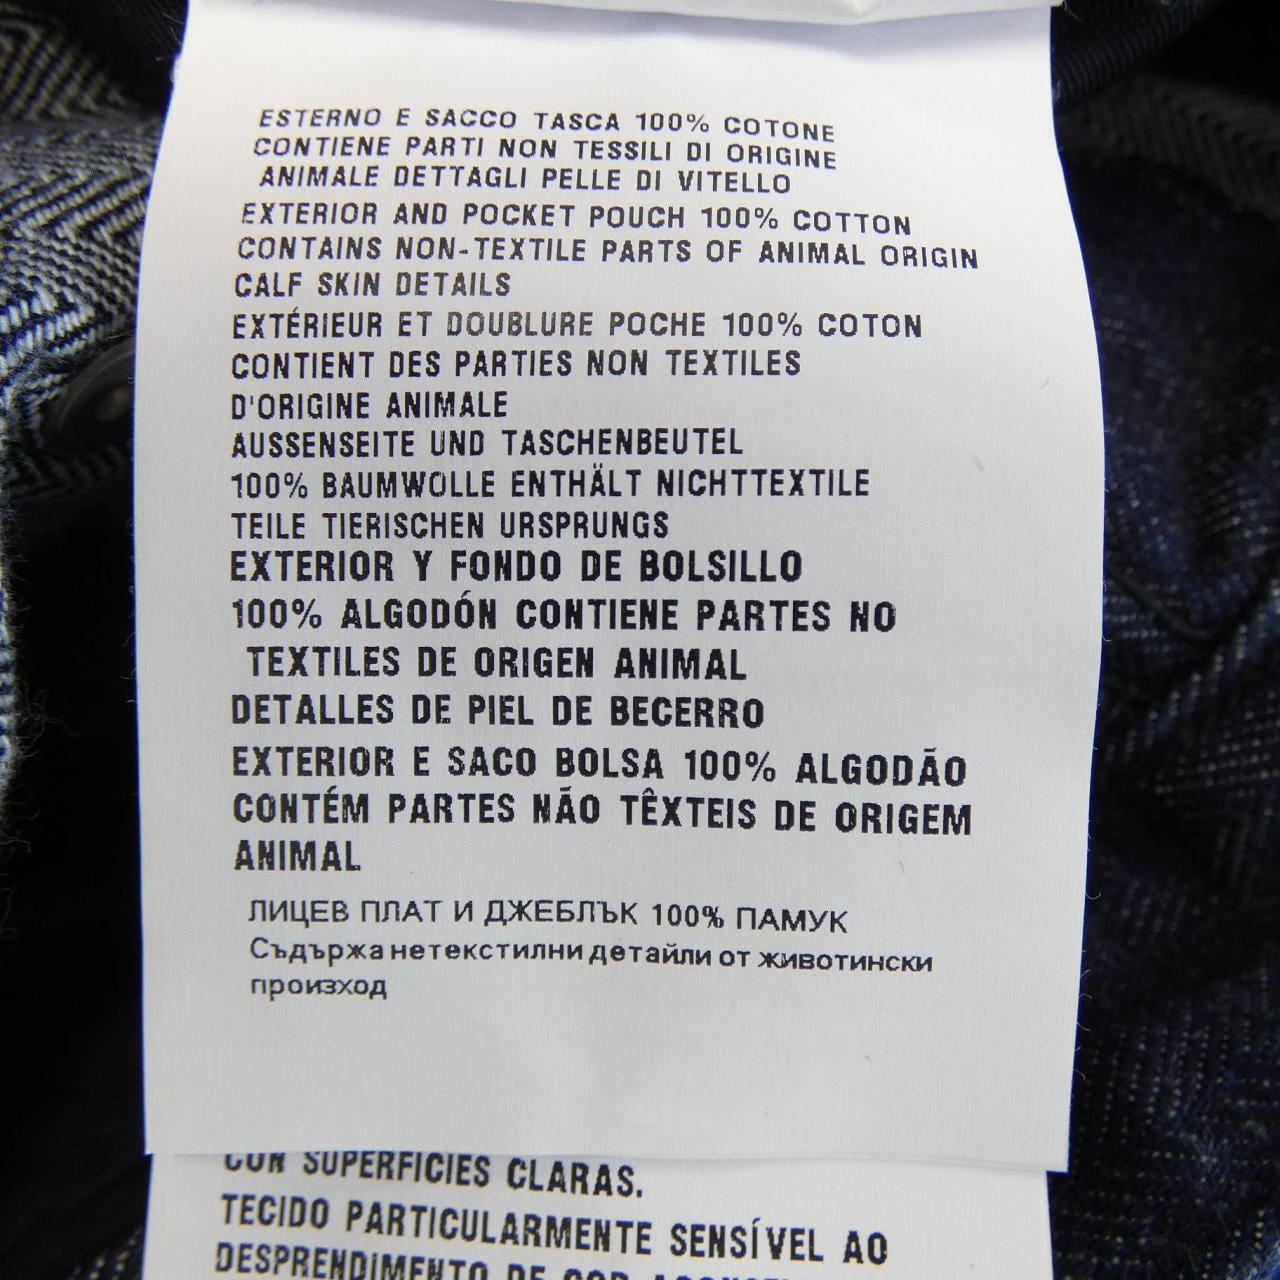 ESTERNO E SACCO TASCA 100% COTONE
CONTIENE PARTI NON TESSILI DI ORIGINE
ANIMALE DETTAGLI PELLE DI VITELLO
EXTERIOR AND POCKET POUCH 100% COTTON
CONTAINS NON-TEXTILE PARTS OF ANIMAL ORIGIN
CALF SKIN DETAILS
EXTÉRIEUR ET DOUBLURE POCHE 100% COTON
CONTIENT DES PARTIES NON TEXTILES
D'ORIGINE ANIMALE
AUSSENSEITE UND TASCHENBEUTEL
100% BAUMWOLLE ENTHÄLT NICHTTEXTILE
TEILE TIERISCHEN URSPRUNGS
EXTERIOR Y FONDO DE BOLSILLO
100% ALGODÓN CONTIENE PARTES NO
TEXTILES DE ORIGEN ANIMAL
DETALLES DE PIEL DE BECERRO
EXTERIOR E SACO BOLSA 100% ALGODÃO
CONTÉM PARTES NÃO TÊXTEIS DE ORIGEM
ANIMAL
ЛИЦЕВ ПЛАТ И ДЖЕБЛЪК 100% ПАМУК
Съдържа нетекстилни детайли от животински
произход
CON SUPERFICIES CLARAS.
TECIDO PARTICULARMENTE SENSÍVEL AO
DESPRENDIMENTO DE COR